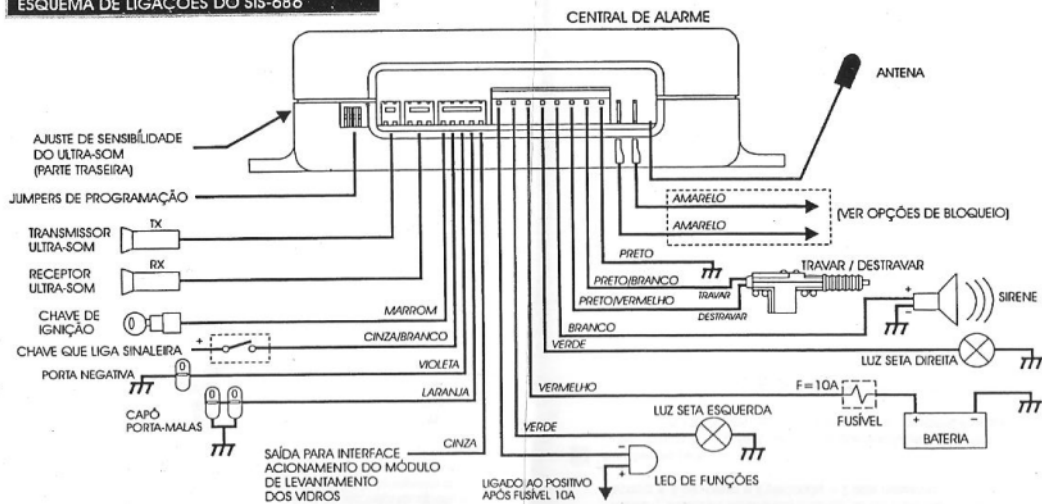 ESQUEMA DE LIGAÇÕES DO SIS-686
CENTRAL DE ALARME
ANTENA
AJUSTE DE SENSIBILIDADE
DO ULTRA-SOM
(PARTE TRASEIRA)
JUMPERS DE PROGRAMAÇÃO
AMARELO
(VER OPÇÕES DE BLOQUEIO)
AMARELO
TRANSMISSOR
ULTRA-SOM
TX
PRETO
RECEPTOR
ULTRA-SOM
RX
PRETO/BRANCO
TRAVAR
TRAVAR / DESTRAVAR
PRETO/VERMELHO
DESTRAVAR
+
-
SIRENE
CHAVE DE
IGNIÇÃO
MARROM
BRANCO
CHAVE QUE LIGA SINALEIRA
+
CINZA/BRANCO
VERDE
LUZ SETA DIREITA
PORTA NEGATIVA
VIOLETA
VERMELHO
F=10A
FUSÍVEL
+ -
BATERIA
CAPÔ
PORTA-MALAS
LARANJA
LUZ SETA ESQUERDA
VERDE
CINZA
SAÍDA PARA INTERFACE
ACIONAMENTO DO MÓDULO
DE LEVANTAMENTO
DOS VIDROS
-
+
LED DE FUNÇÕES
LIGADO AO POSITIVO
APÓS FUSÍVEL 10A